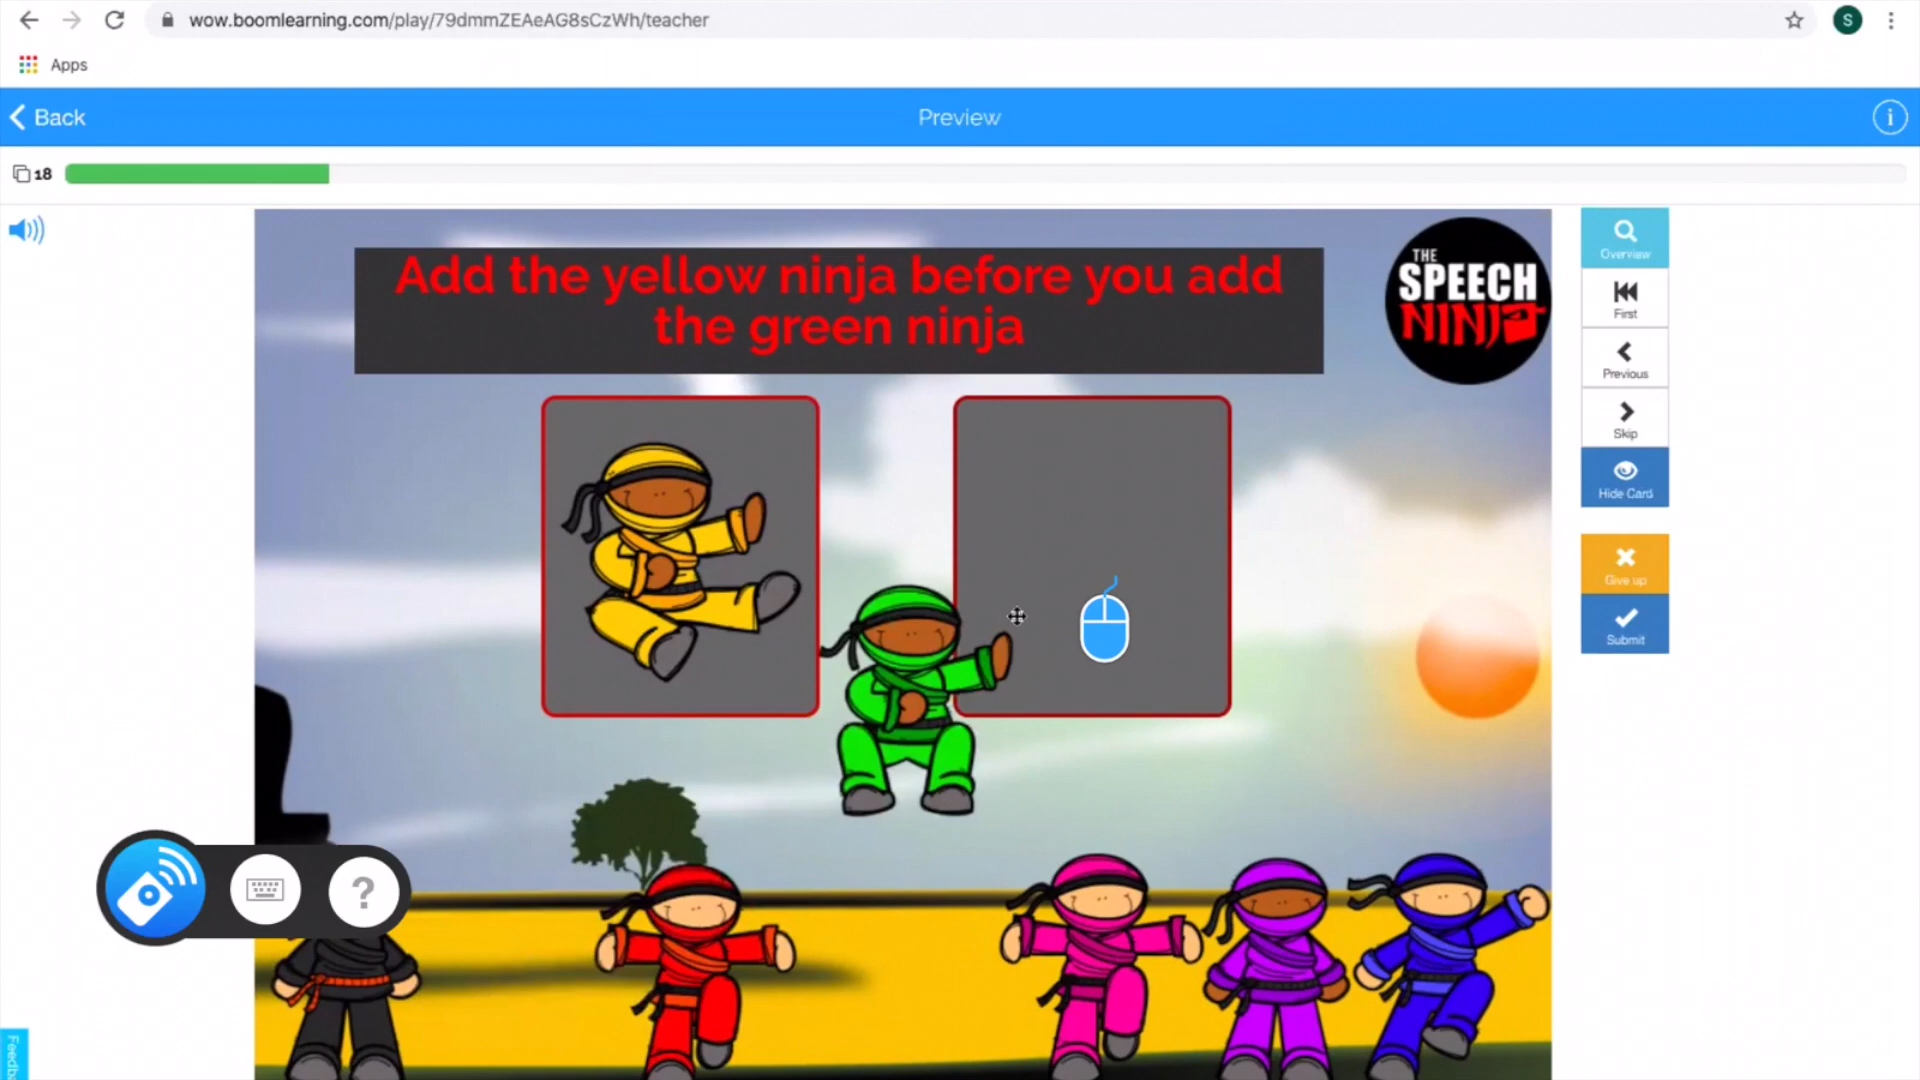 wow.boomlearning.com/play/79dmmZEAeAG8sCzWh/teacher
S
Apps
Back
Preview
i
18
Add the yellow ninja before you add
the green ninja
THE
SPEECH
NINJA
Overview
First
Previous
Skip
Hide Card
Give up
Submit
?
Feedb